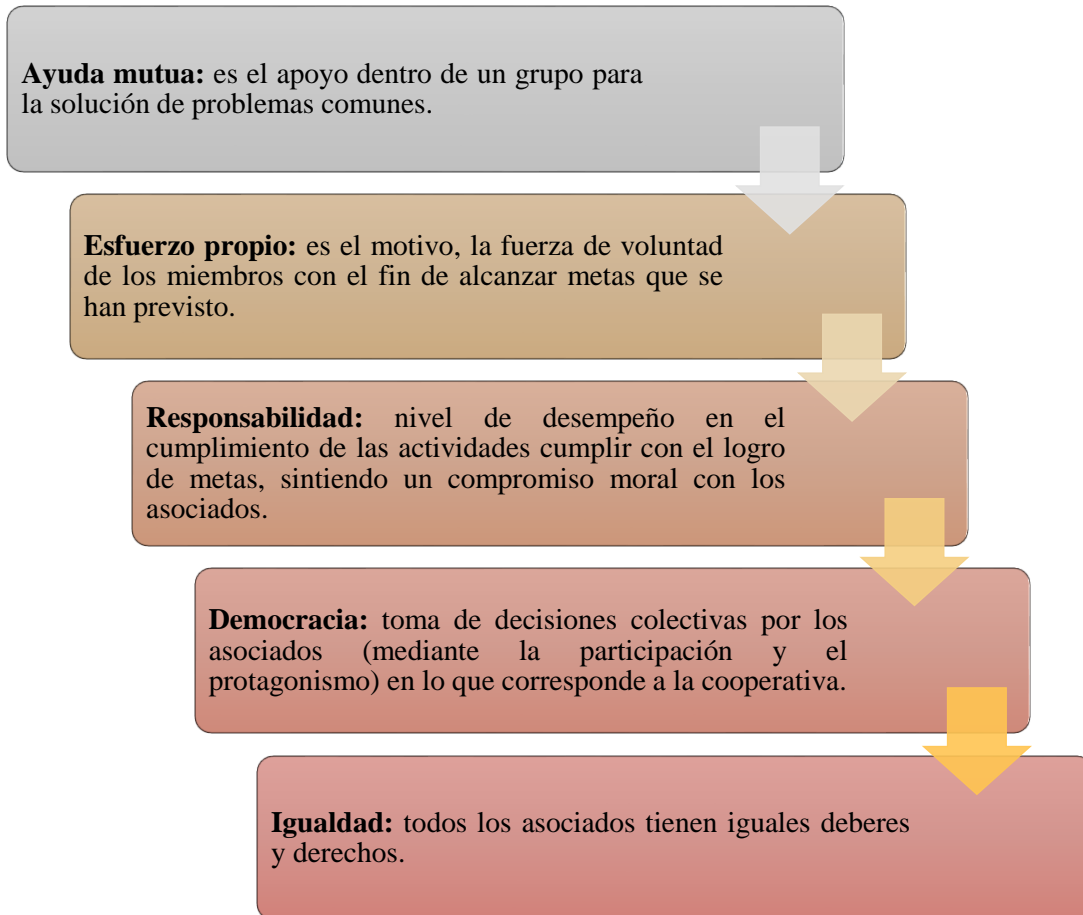 Ayuda mutua: es el apoyo dentro de un grupo para
la solución de problemas comunes.
Esfuerzo propio: es el motivo, la fuerza de voluntad
de los miembros con el fin de alcanzar metas que se
han previsto.
Responsabilidad: nivel de desempeño en el
cumplimiento de las actividades cumplir con el logro
de metas, sintiendo un compromiso moral con los
asociados.
Democracia: toma de decisiones colectivas por los
asociados (mediante la participación y el
protagonismo) en lo que corresponde a la cooperativa.
Igualdad: todos los asociados tienen iguales deberes
y derechos.